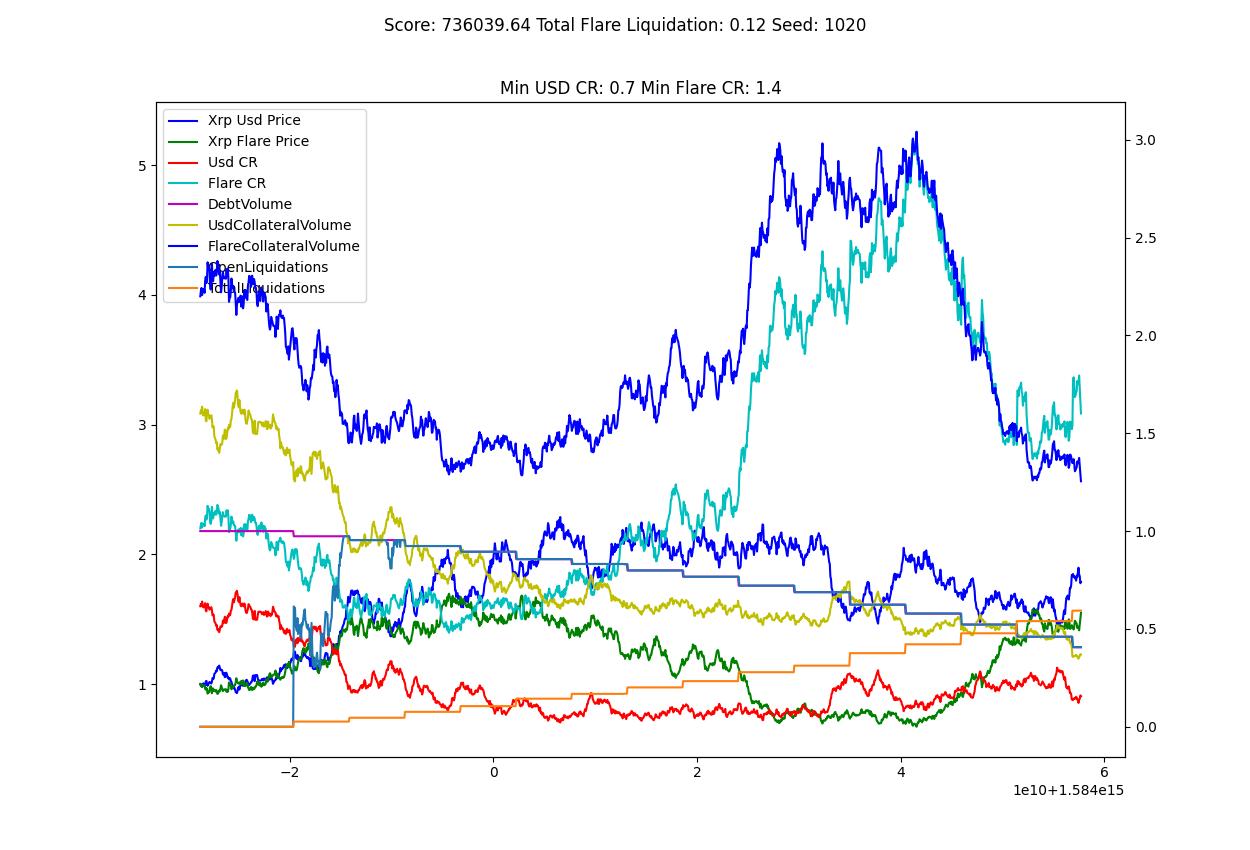 Score: 736039.64 Total Flare Liquidation: 0.12 Seed: 1020
Min USD CR: 0.7 Min Flare CR: 1.4
Xrp Usd Price
Xrp Flare Price
Usd CR
Flare CR
DebtVolume
UsdCollateralVolume
FlareCollateralVolume
OpenLiquidations
TotalLiquidations
5
4
3
2
1
3.0
2.5
2.0
1.5
1.0
0.5
0.0
−2
0
2
4
6
1e10+1.584e15